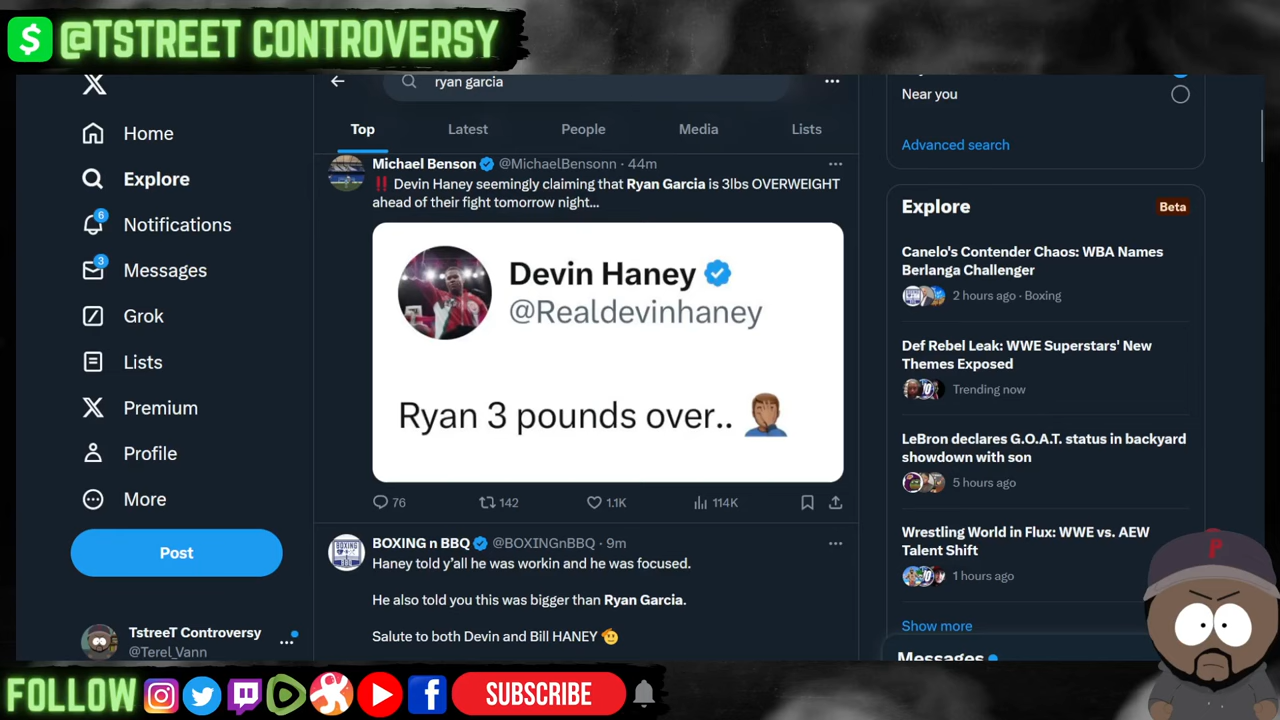 $ @TSTREET CONTROVERSY
X
Home
Explore
6
Notifications
3
Messages
Grok
Lists
Premium
Profile
More
Post
TstreeT Controversy
@Terel_Vann
ryan garcia
Top Latest People Media Lists
Michael Benson @MichaelBensonn · 44m
‼️ Devin Haney seemingly claiming that Ryan Garcia is 3lbs OVERWEIGHT
ahead of their fight tomorrow night...
Devin Haney
@Realdevinhaney
Ryan 3 pounds over.. 🤦🏾‍♂️
76 142 1.1K 114K
BOXING n BBQ @BOXINGnBBQ · 9m
Haney told y'all he was workin and he was focused.
He also told you this was bigger than Ryan Garcia.
Salute to both Devin and Bill HANEY 🫡
Near you
Advanced search
Explore Beta
Canelo's Contender Chaos: WBA Names
Berlanga Challenger
2 hours ago · Boxing
Def Rebel Leak: WWE Superstars' New
Themes Exposed
Trending now
LeBron declares G.O.A.T. status in backyard
showdown with son
5 hours ago
Wrestling World in Flux: WWE vs. AEW
Talent Shift
1 hours ago
Show more
Messages
P
FOLLOW SUBSCRIBE